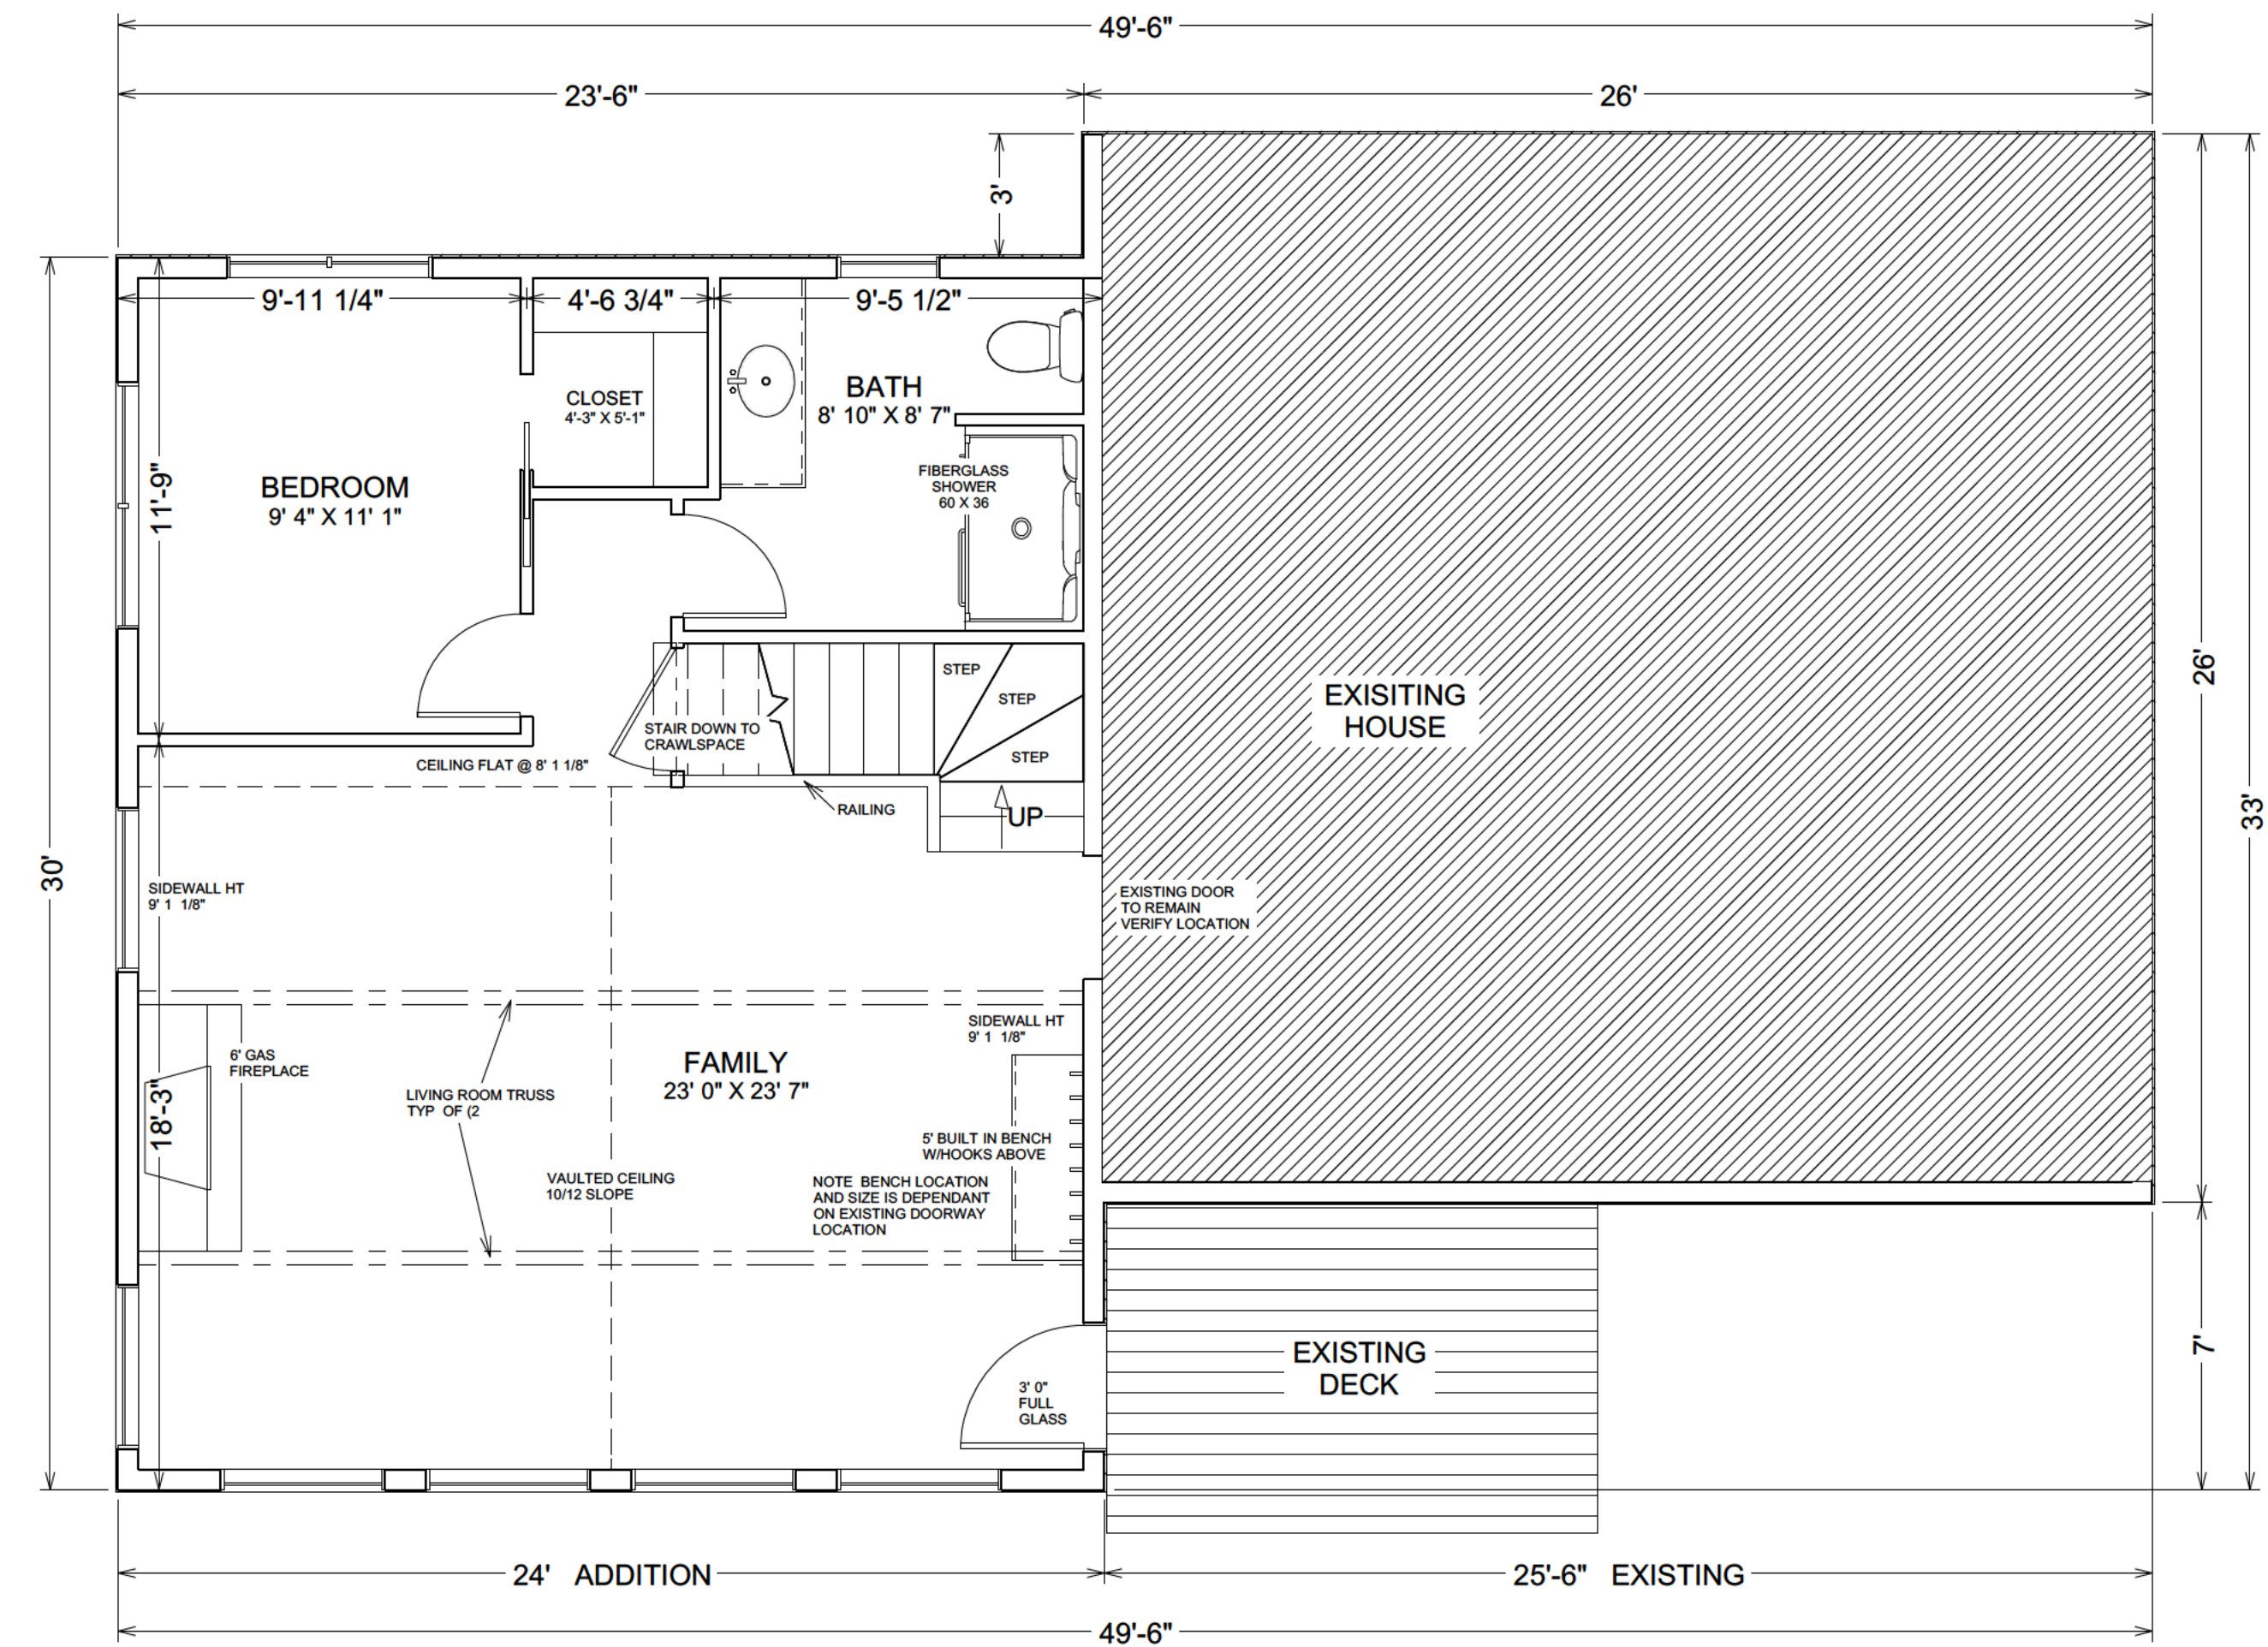 49'-6"
23'-6"
26'
3'
9'-11 1/4"
4'-6 3/4"
9'-5 1/2"
CLOSET
4'-3" X 5'-1"
BATH
8' 10" X 8' 7"
BEDROOM
9' 4" X 11' 1"
11'-9"
FIBERGLASS
SHOWER
60 X 36
STEP
STEP
STEP
STAIR DOWN TO
CRAWLSPACE
CEILING FLAT @ 8' 1 1/8"
RAILING
UP
EXISITING
HOUSE
26'
33'
30'
SIDEWALL HT
9' 1 1/8"
EXISTING DOOR
TO REMAIN
VERIFY LOCATION
SIDEWALL HT
9' 1 1/8"
6' GAS
FIREPLACE
18'-3"
LIVING ROOM TRUSS
TYP OF (2
FAMILY
23' 0" X 23' 7"
5' BUILT IN BENCH
W/HOOKS ABOVE
VAULTED CEILING
10/12 SLOPE
NOTE BENCH LOCATION
AND SIZE IS DEPENDANT
ON EXISTING DOORWAY
LOCATION
3' 0"
FULL
GLASS
EXISTING
DECK
7'
24' ADDITION
25'-6" EXISTING
49'-6"